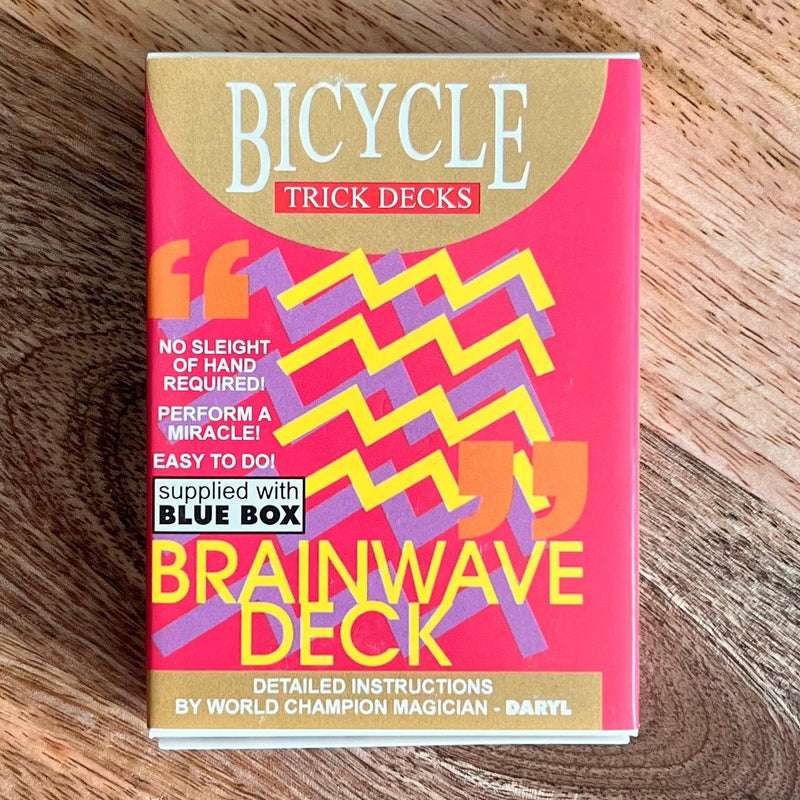 BICYCLE
TRICK DECKS
“
NO SLEIGHT
OF HAND
REQUIRED!
PERFORM A
MIRACLE!
EASY TO DO!
”
supplied with
BLUE BOX
BRAINWAVE
DECK
DETAILED INSTRUCTIONS
BY WORLD CHAMPION MAGICIAN - DARYL